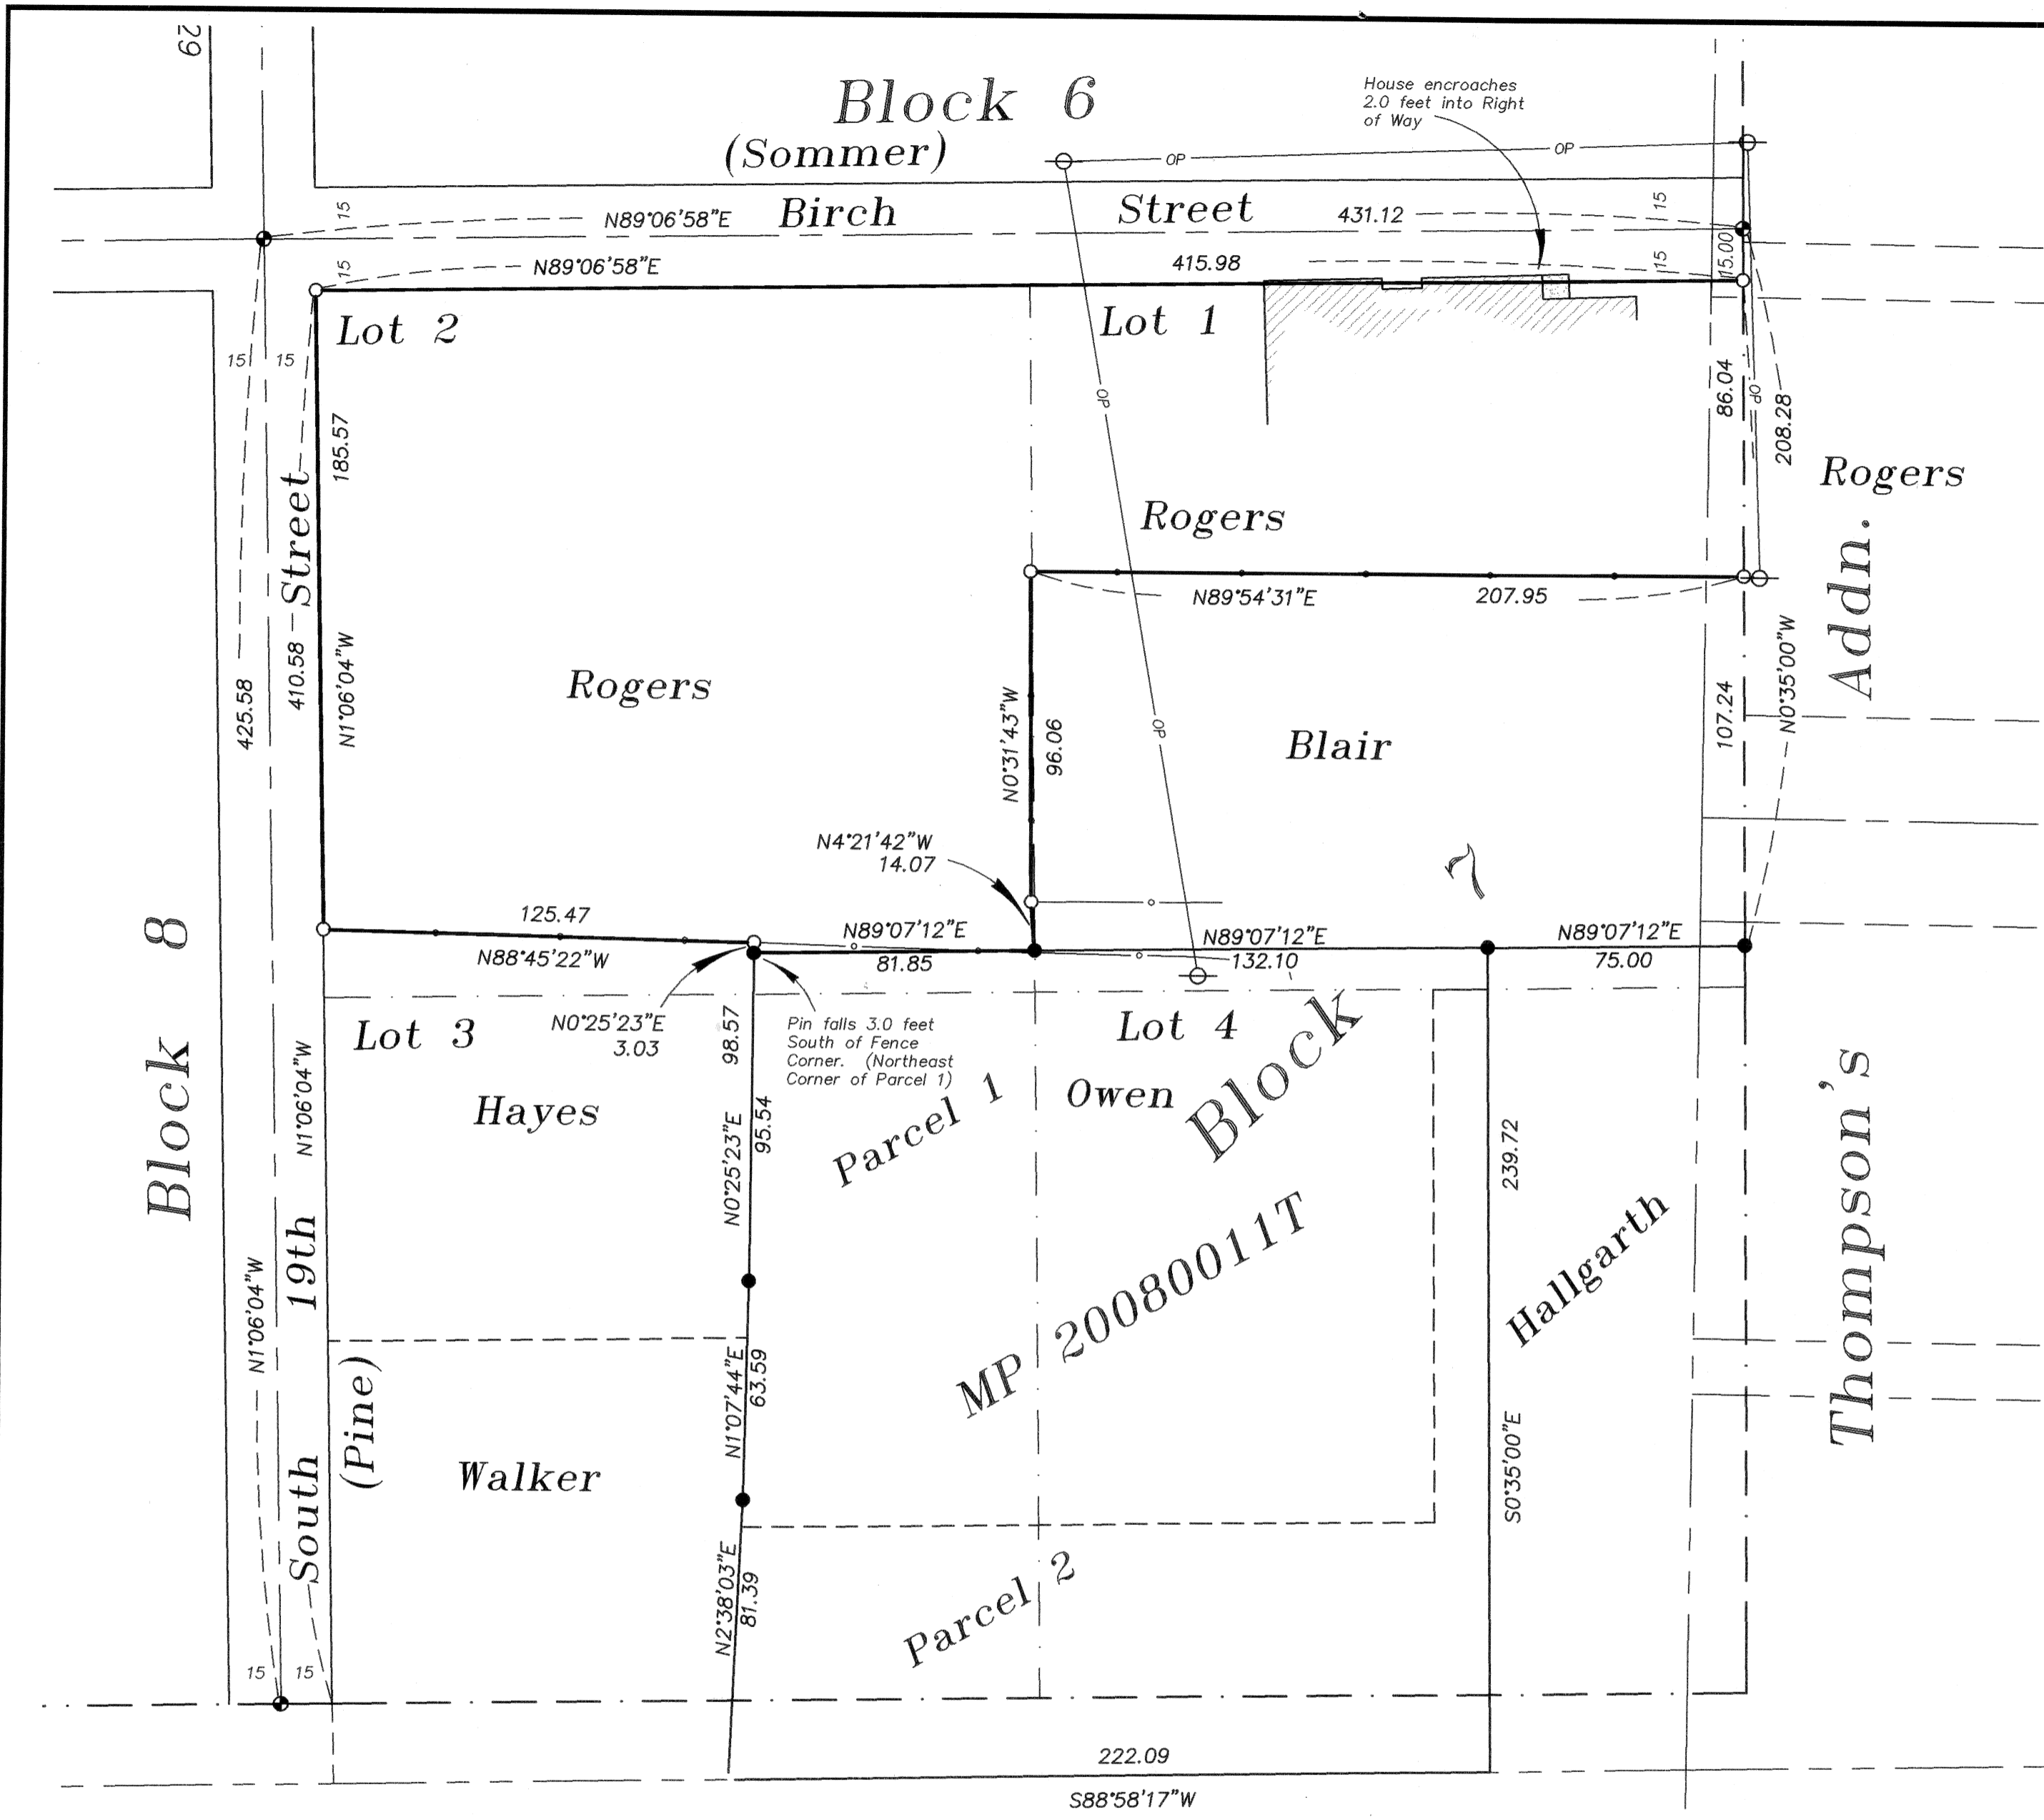 29
Block 6
(Sommer)
House encroaches
2.0 feet into Right
of Way
OP
OP
15
N89°06'58"E
Birch Street
431.12
15
15
N89°06'58"E
415.98
15
15.00
Lot 2
Lot 1
15
15
185.57
OP
86.04
OP
208.28
Rogers
Rogers
Street
N89°54'31"E
207.95
Addn.
425.58
410.58
N1°06'04"W
Rogers
N0°31'43"W
96.06
OP
Blair
107.24
N0°35'00"W
N4°21'42"W
14.07
7
Block 8
125.47
N88°45'22"W
N89°07'12"E
81.85
N89°07'12"E
132.10
N89°07'12"E
75.00
N0°25'23"E
3.03
98.57
Pin falls 3.0 feet
South of Fence
Corner. (Northeast
Corner of Parcel 1)
Lot 3
Lot 4
Block
N1°06'04"W
Hayes
N0°25'23"E
95.54
Parcel 1
Owen
239.72
Thompson's
19th
N1°06'04"W
MP 20080011T
Hallgarth
(Pine)
N1°07'44"E
63.59
South
Walker
S0°35'00"E
N2°38'03"E
81.39
Parcel 2
15
15
222.09
S88°58'17"W